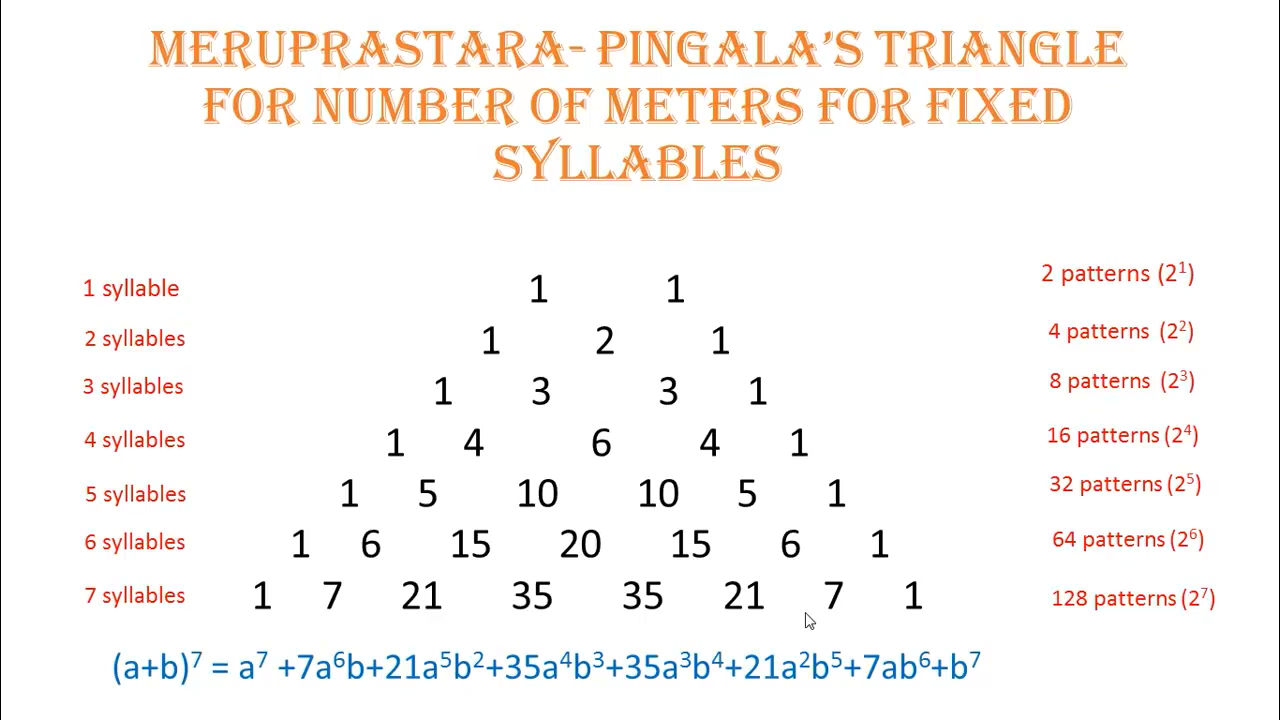 MERUPRASTARA- PINGALA'S TRIANGLE
FOR NUMBER OF METERS FOR FIXED
SYLLABLES
1 syllable 1 1 2 patterns (2¹)
2 syllables 1 2 1 4 patterns (2²)
3 syllables 1 3 3 1 8 patterns (2³)
4 syllables 1 4 6 4 1 16 patterns (2⁴)
5 syllables 1 5 10 10 5 1 32 patterns (2⁵)
6 syllables 1 6 15 20 15 6 1 64 patterns (2⁶)
7 syllables 1 7 21 35 35 21 7 1 128 patterns (2⁷)
(a+b)⁷ = a⁷ +7a⁶b+21a⁵b²+35a⁴b³+35a³b⁴+21a²b⁵+7ab⁶+b⁷